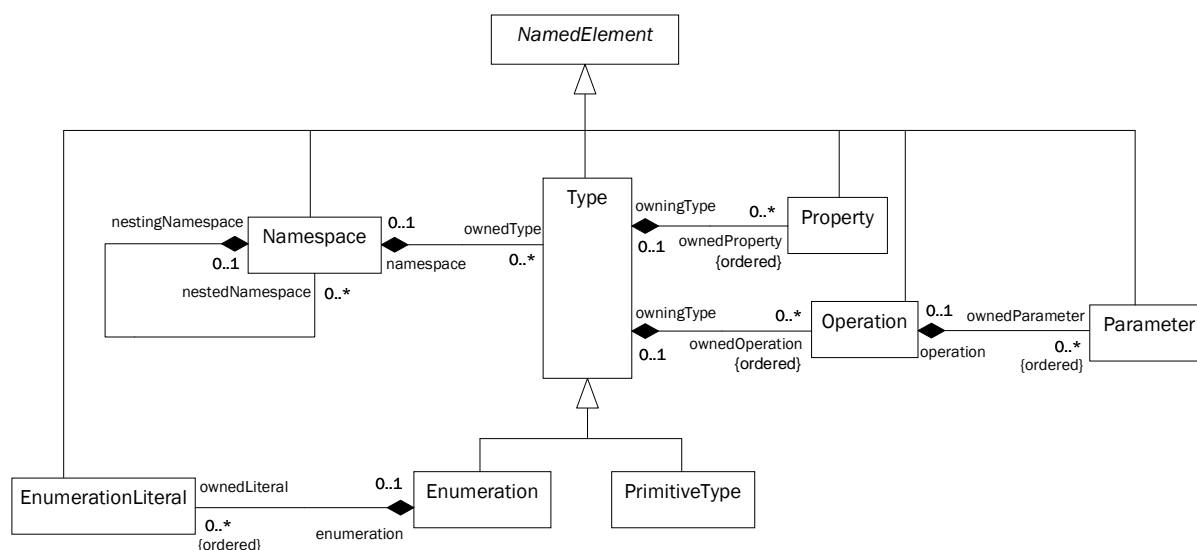 NamedElement
Type
nestingNamespace
0..1
Namespace
0..1
namespace
ownedType
0..*
nestedNamespace
0..*
owningType
0..1
0..*
ownedProperty
{ordered}
Property
owningType
0..1
0..*
ownedOperation
{ordered}
Operation
0..1
operation
ownedParameter
0..*
{ordered}
Parameter
EnumerationLiteral
ownedLiteral
0..*
{ordered}
0..1
enumeration
Enumeration
PrimitiveType